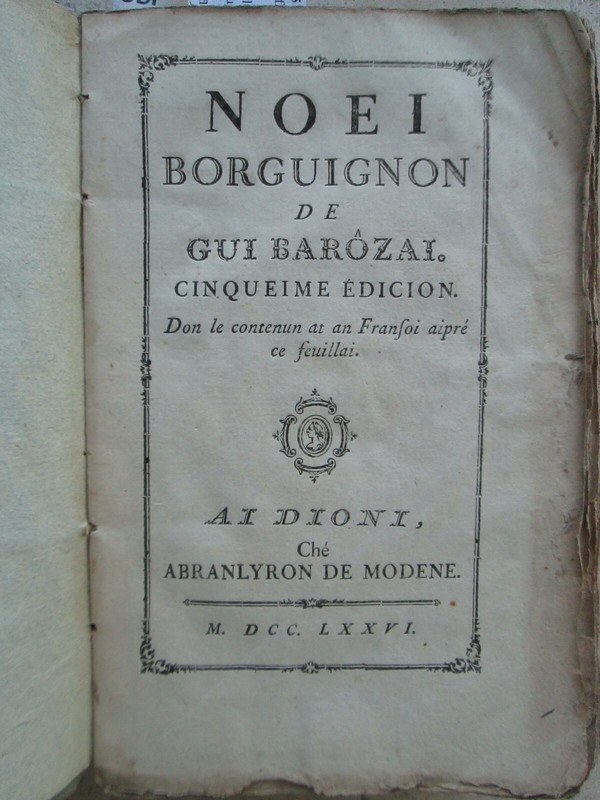 NOEI
BORGUIGNON
DE
GUI BARÔZAI.
CINQUEIME ÉDICION.
Don le contenun at an Franſoi aipré
ce feuillai.
AI DIONI,
Ché
ABRANLYRON DE MODENE.
M. DCC. LXXVI.